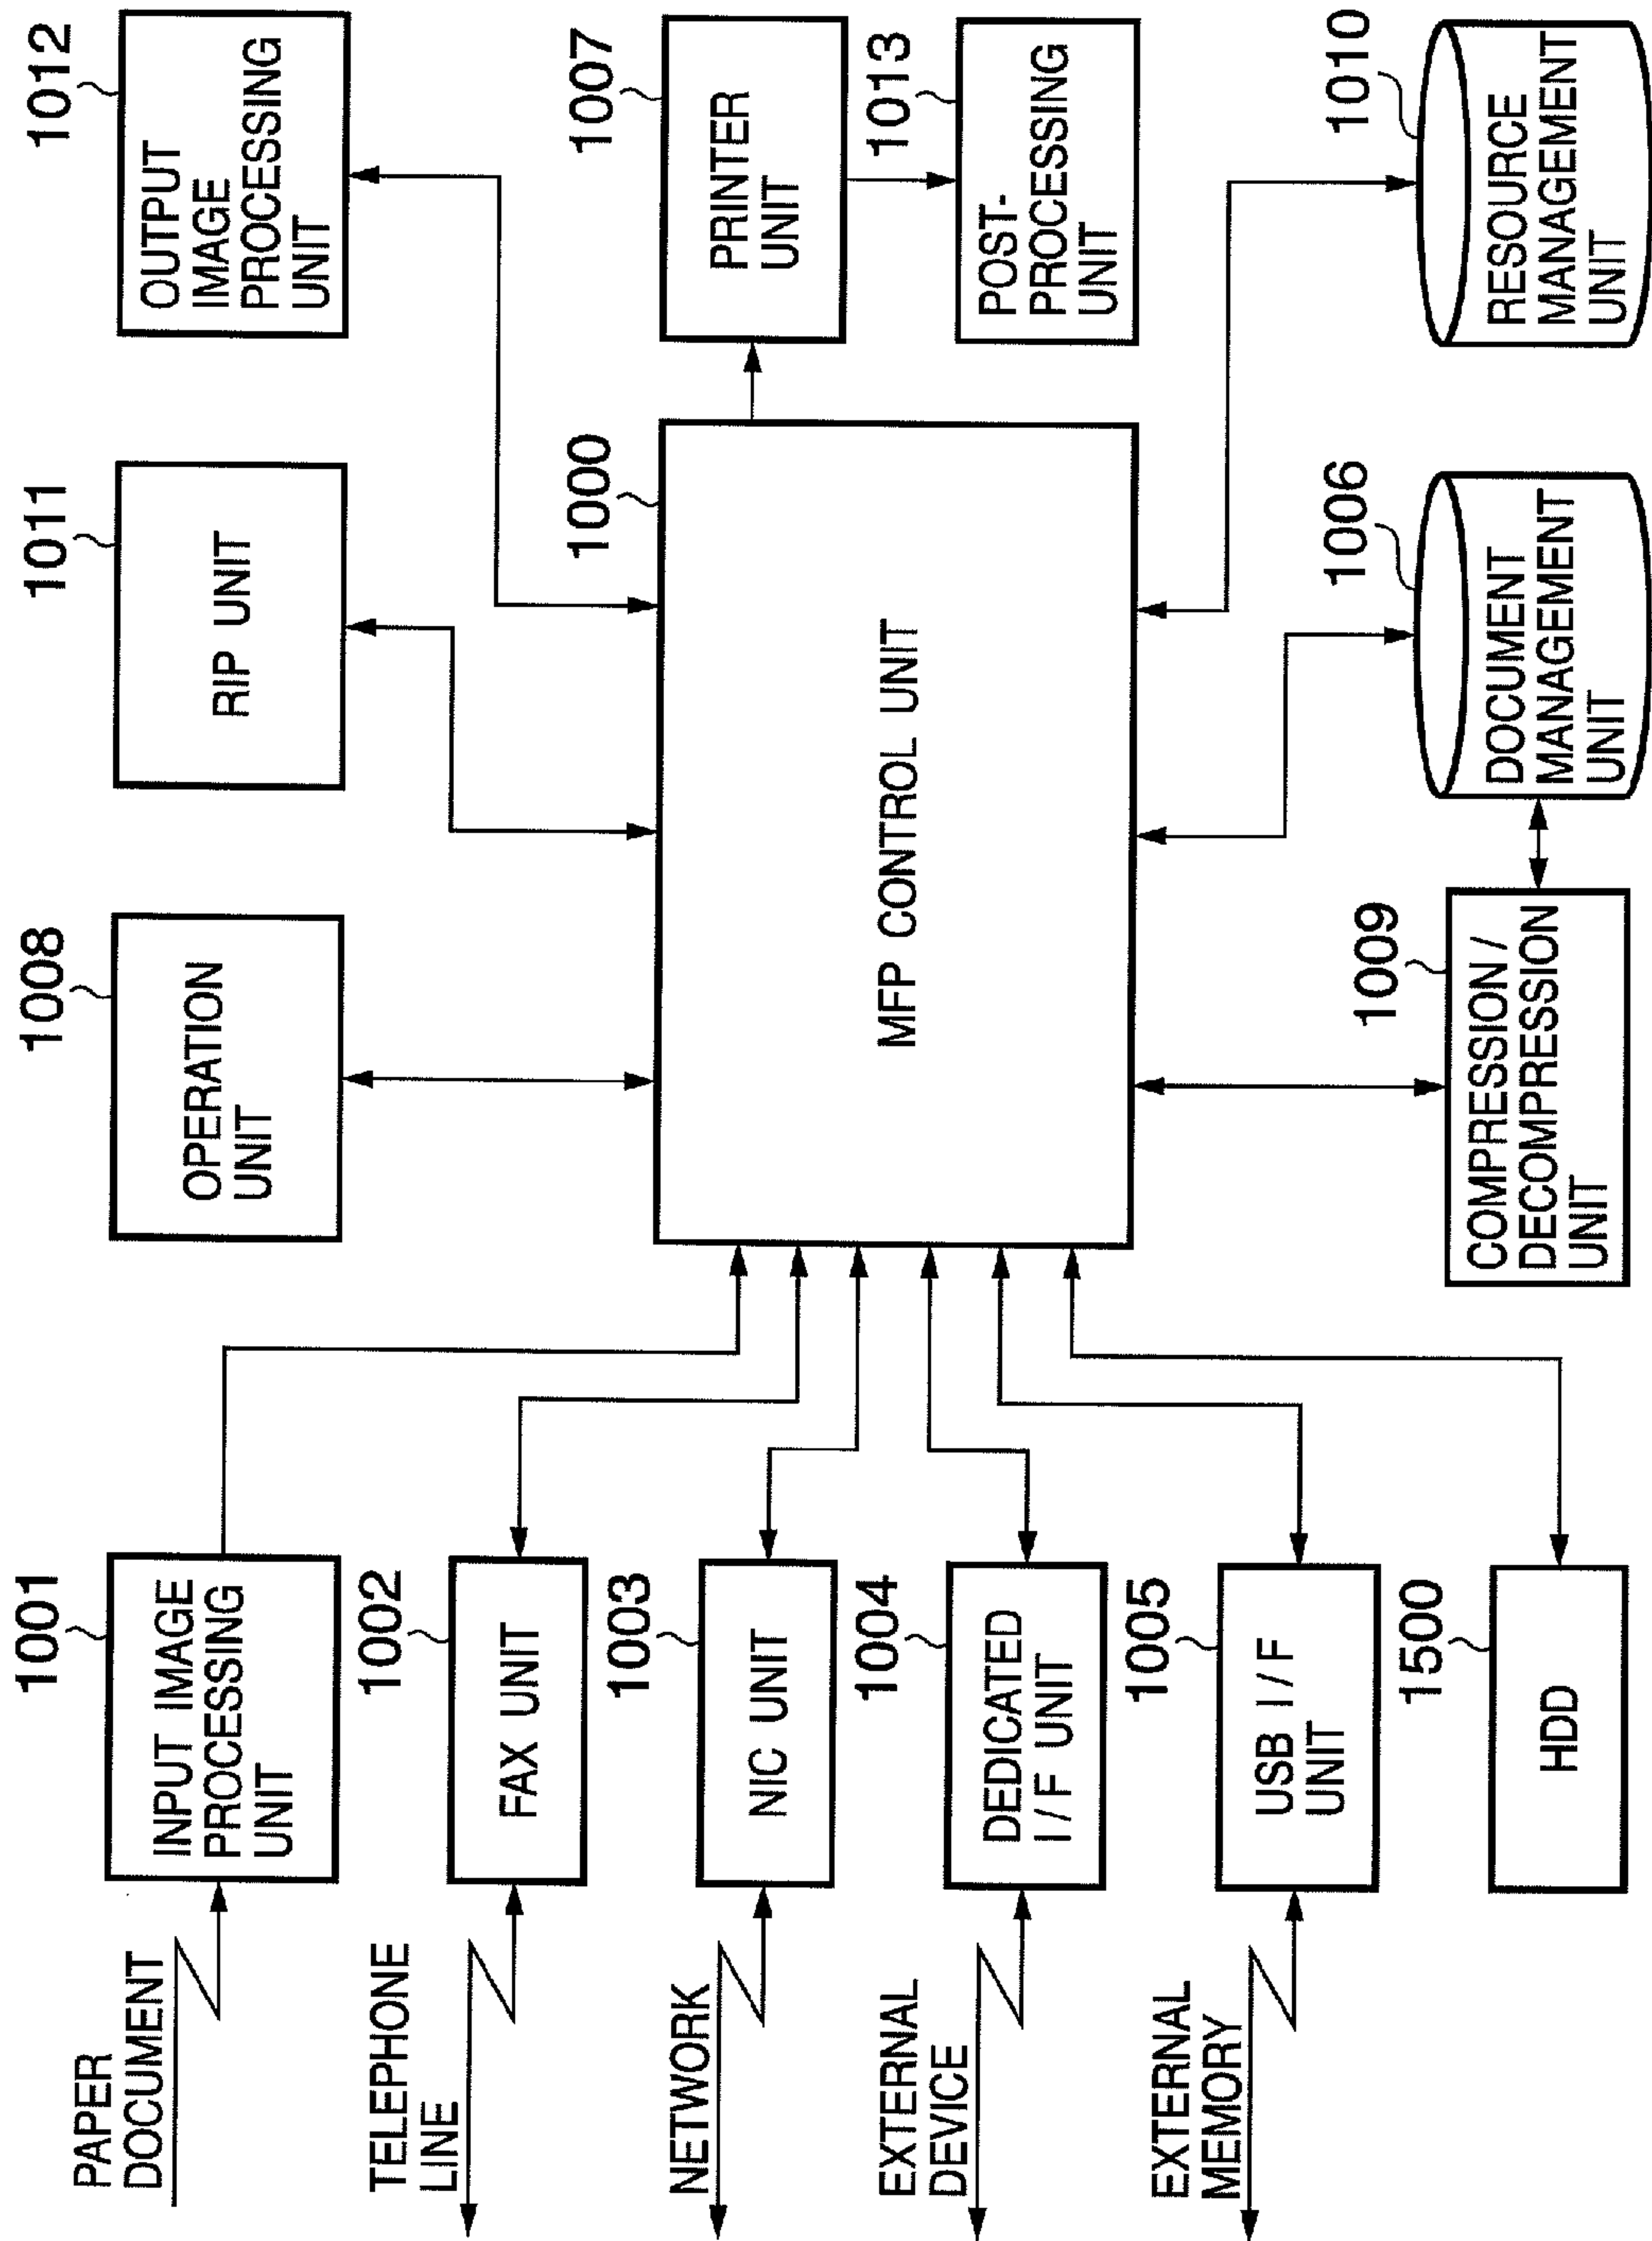 PAPER
DOCUMENT
1001
INPUT IMAGE
PROCESSING
UNIT
TELEPHONE
LINE
1002
FAX UNIT
NETWORK
1003
NIC UNIT
EXTERNAL
DEVICE
1004
DEDICATED
I / F UNIT
EXTERNAL
MEMORY
1005
USB I / F
UNIT
1500
HDD
1008
OPERATION
UNIT
1011
RIP UNIT
1012
OUTPUT
IMAGE
PROCESSING
UNIT
1000
MFP CONTROL UNIT
1007
PRINTER
UNIT
1013
POST-
PROCESSING
UNIT
1009
COMPRESSION /
DECOMPRESSION
UNIT
1006
DOCUMENT
MANAGEMENT
UNIT
1010
RESOURCE
MANAGEMENT
UNIT